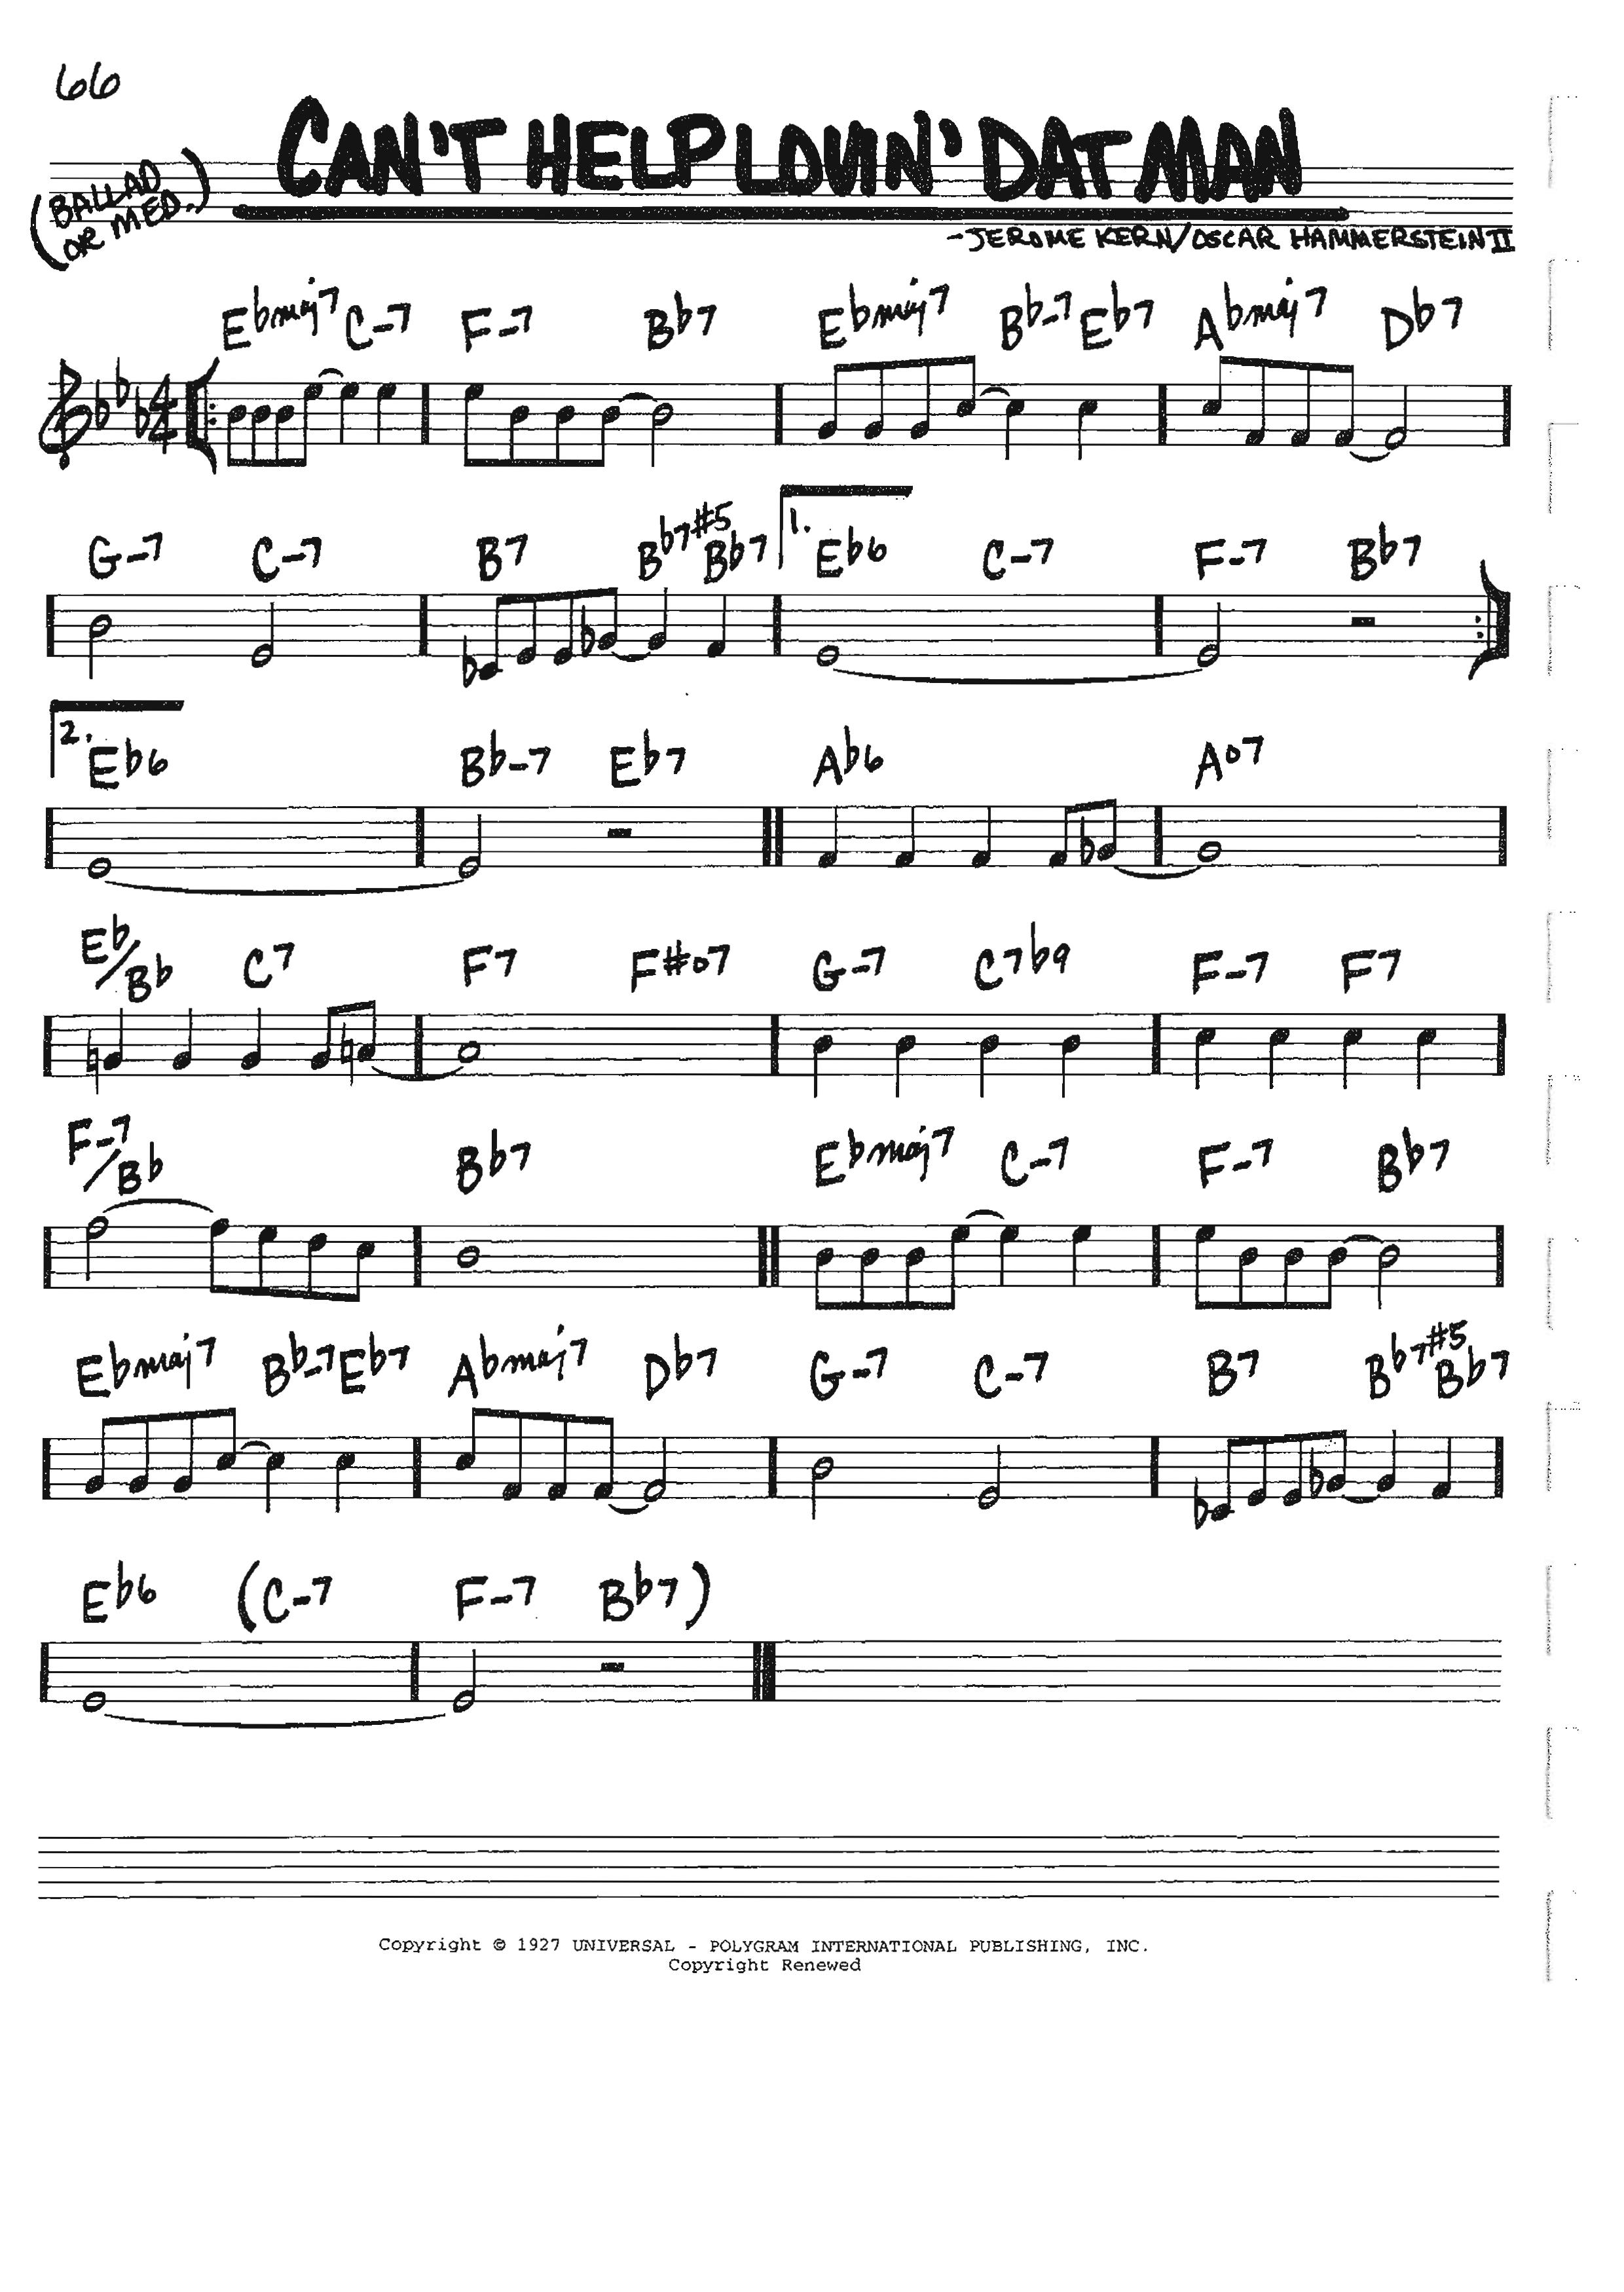 66
CAN'T HELP LOVIN' DAT MAN
(BALLAD OR MED.)
-JEROME KERN/OSCAR HAMMERSTEIN II
Ebmaj7 C-7 F-7 Bb7 Ebmaj7 Bb-7 Eb7 Abmaj7 Db7
4/4
G-7 C-7 B7 Bb7#5 Bb7 1. Eb6 C-7 F-7 Bb7
2. Eb6 Bb-7 Eb7 Ab6 Ao7
Eb/Bb C7 F7 F#o7 G-7 C7b9 F-7 F7
F-7/Bb Bb7 Ebmaj7 C-7 F-7 Bb7
Ebmaj7 Bb-7 Eb7 Abmaj7 Db7 G-7 C-7 B7 Bb7#5 Bb7
Eb6 (C-7 F-7 Bb7)
Copyright © 1927 UNIVERSAL - POLYGRAM INTERNATIONAL PUBLISHING, INC.
Copyright Renewed